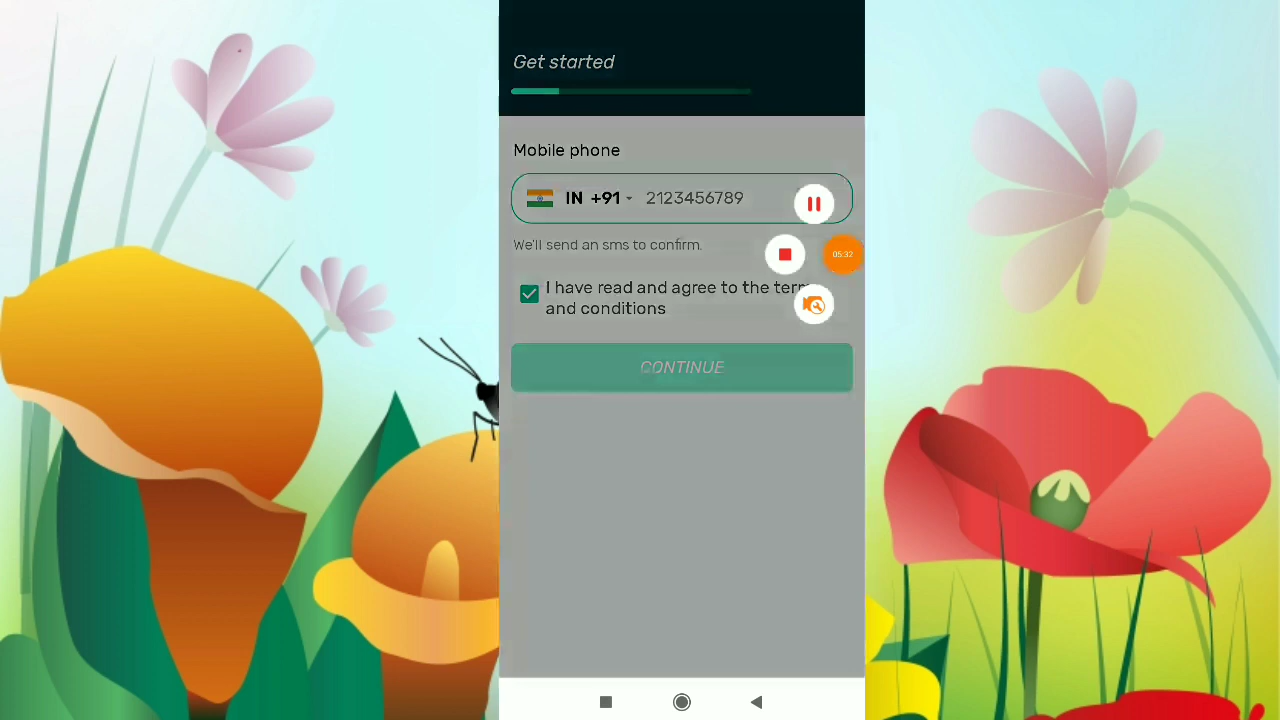 Get started
Mobile phone
IN +91 2123456789
We'll send an sms to confirm.
05:32
I have read and agree to the
and conditions
CONTINUE